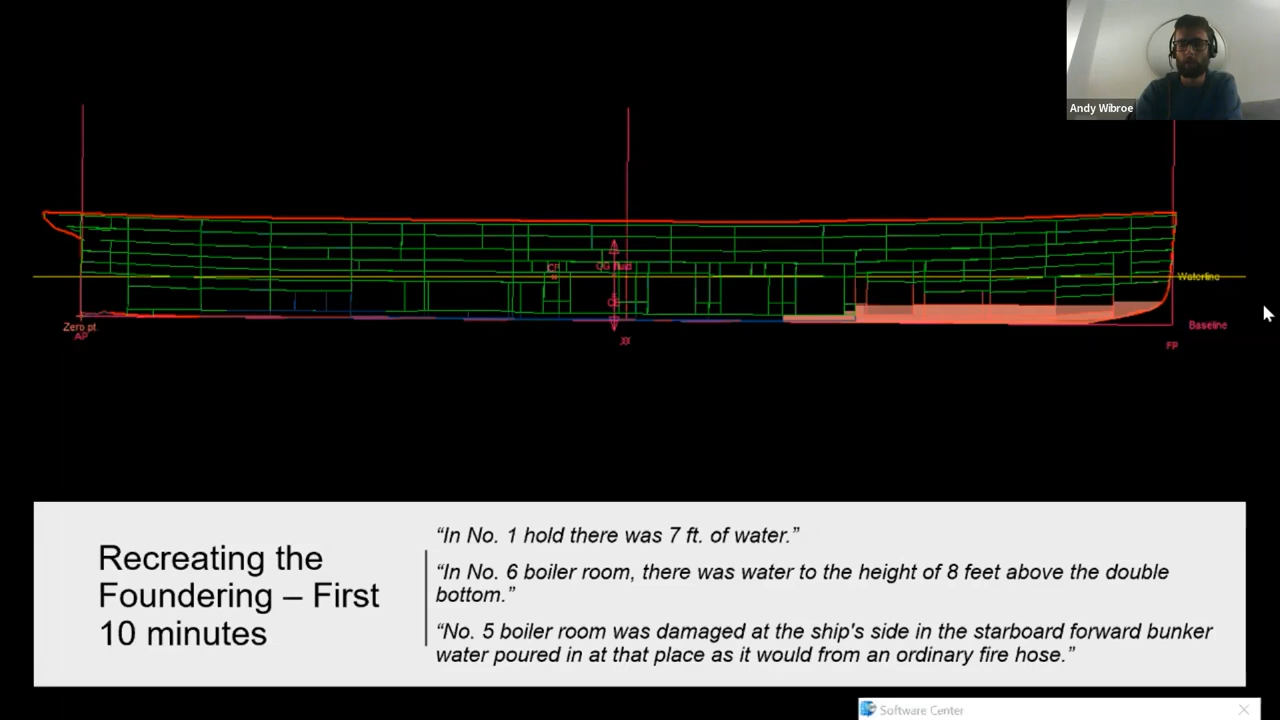 Andy Wibroe
CF
CG fluid
Waterline
Zero pt.
AP
Baseline
FP
Recreating the
Foundering – First
10 minutes
“In No. 1 hold there was 7 ft. of water.”
“In No. 6 boiler room, there was water to the height of 8 feet above the double
bottom.”
“No. 5 boiler room was damaged at the ship's side in the starboard forward bunker
water poured in at that place as it would from an ordinary fire hose.”
Software Center